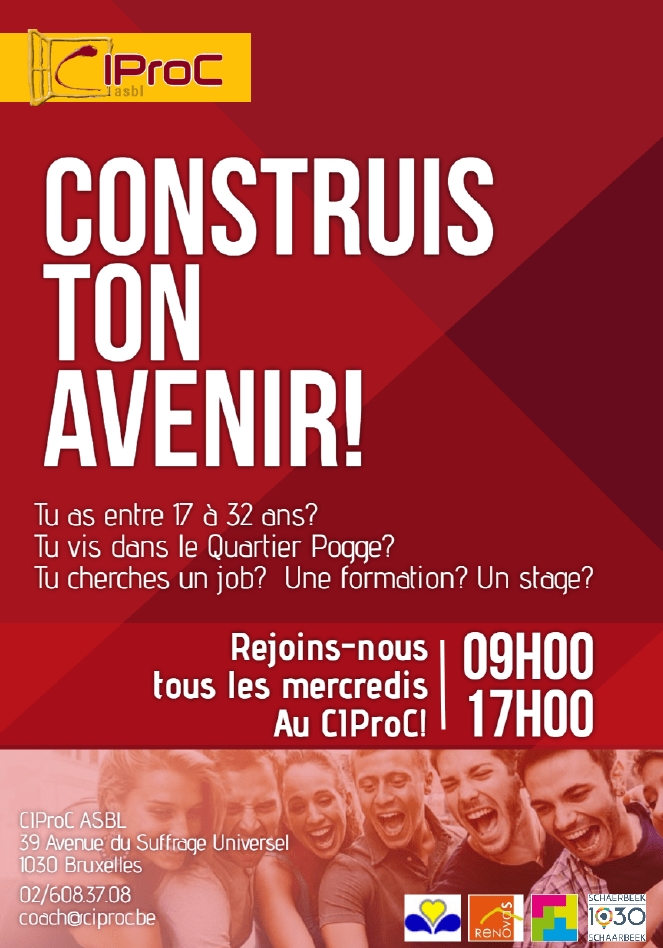 CIProC
asbl
CONSTRUIS
TON
AVENIR!
Tu as entre 17 à 32 ans?
Tu vis dans le Quartier Pogge?
Tu cherches un job? Une formation? Un stage?
Rejoins-nous
tous les mercredis
Au CIProC!
09H00
17H00
CIProC ASBL
39 Avenue du Suffrage Universel
1030 Bruxelles
02/608.37.08
coach@ciproc.be
RENOVAS
SCHAERBEEK
1030
SCHAARBEEK